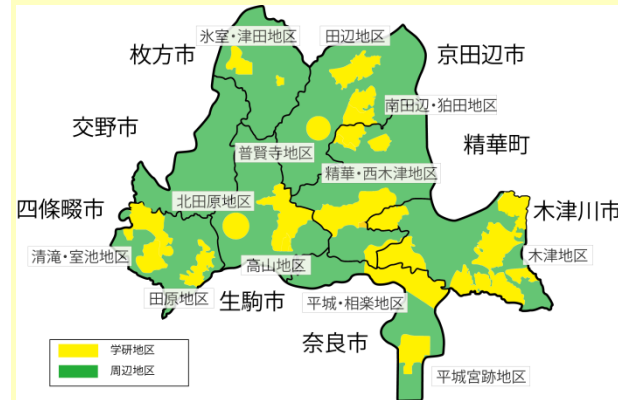 氷室・津田地区
田辺地区
枚方市
京田辺市
南田辺・狛田地区
交野市
普賢寺地区
精華町
精華・西木津地区
四條畷市
北田原地区
木津川市
清滝・室池地区
高山地区
木津地区
田原地区
生駒市
平城・相楽地区
奈良市
学研地区
周辺地区
平城宮跡地区